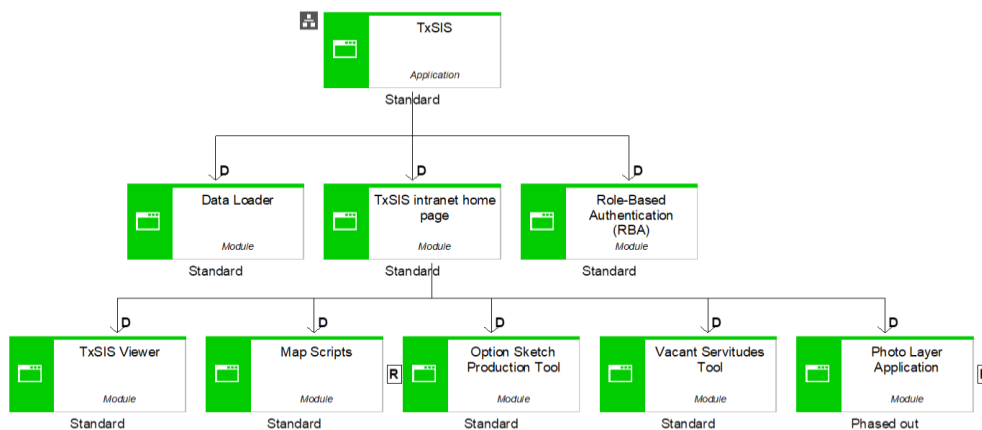 TxSIS
Application
Standard
D D D
Data Loader
Module
Standard
TxSIS intranet home
page
Module
Standard
Role-Based
Authentication
(RBA)
Module
Standard
D D D D D
TxSIS Viewer
Module
Standard
Map Scripts
Module
Standard
R
Option Sketch
Production Tool
Module
Standard
Vacant Servitudes
Tool
Module
Standard
Photo Layer
Application
Module
Phased out